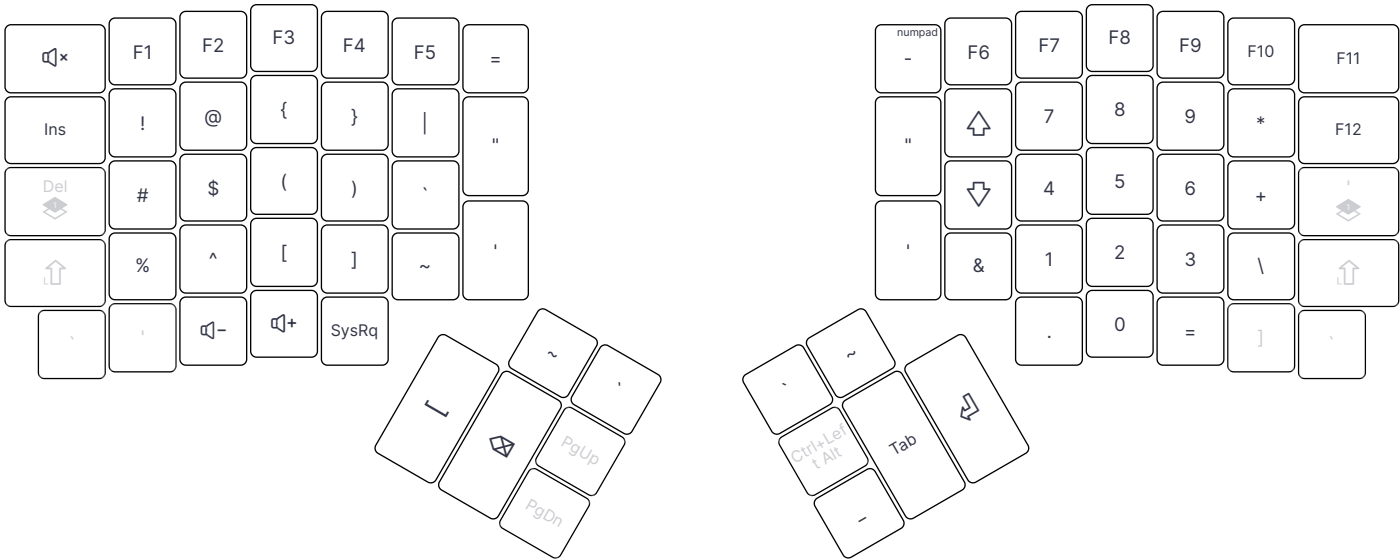 F1 F2 F3 F4 F5 =
numpad
- F6 F7 F8 F9 F10 F11
Ins ! @ { } | "
" 7 8 9 * F12
Del
# $ ( ) `
4 5 6 + '
% ^ [ ] ~ '
' & 1 2 3 \
` ' - + SysRq
. 0 = ] `
[ ~ '
PgUp
PgDn
` ~
Ctrl+Lef
t Alt
Tab
-